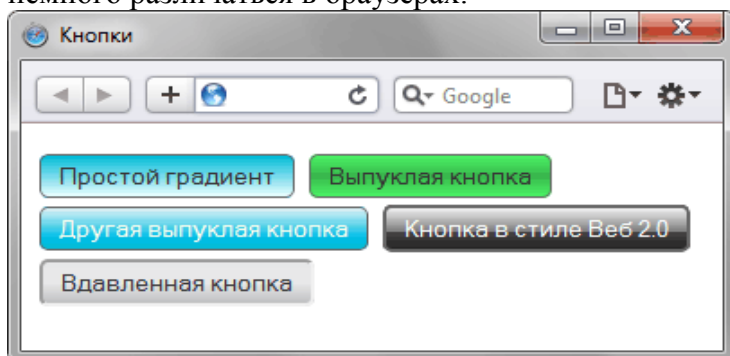 немного различаться в браузерах.
Кнопки
Google
Простой градиент Выпуклая кнопка
Другая выпуклая кнопка Кнопка в стиле Веб 2.0
Вдавленная кнопка